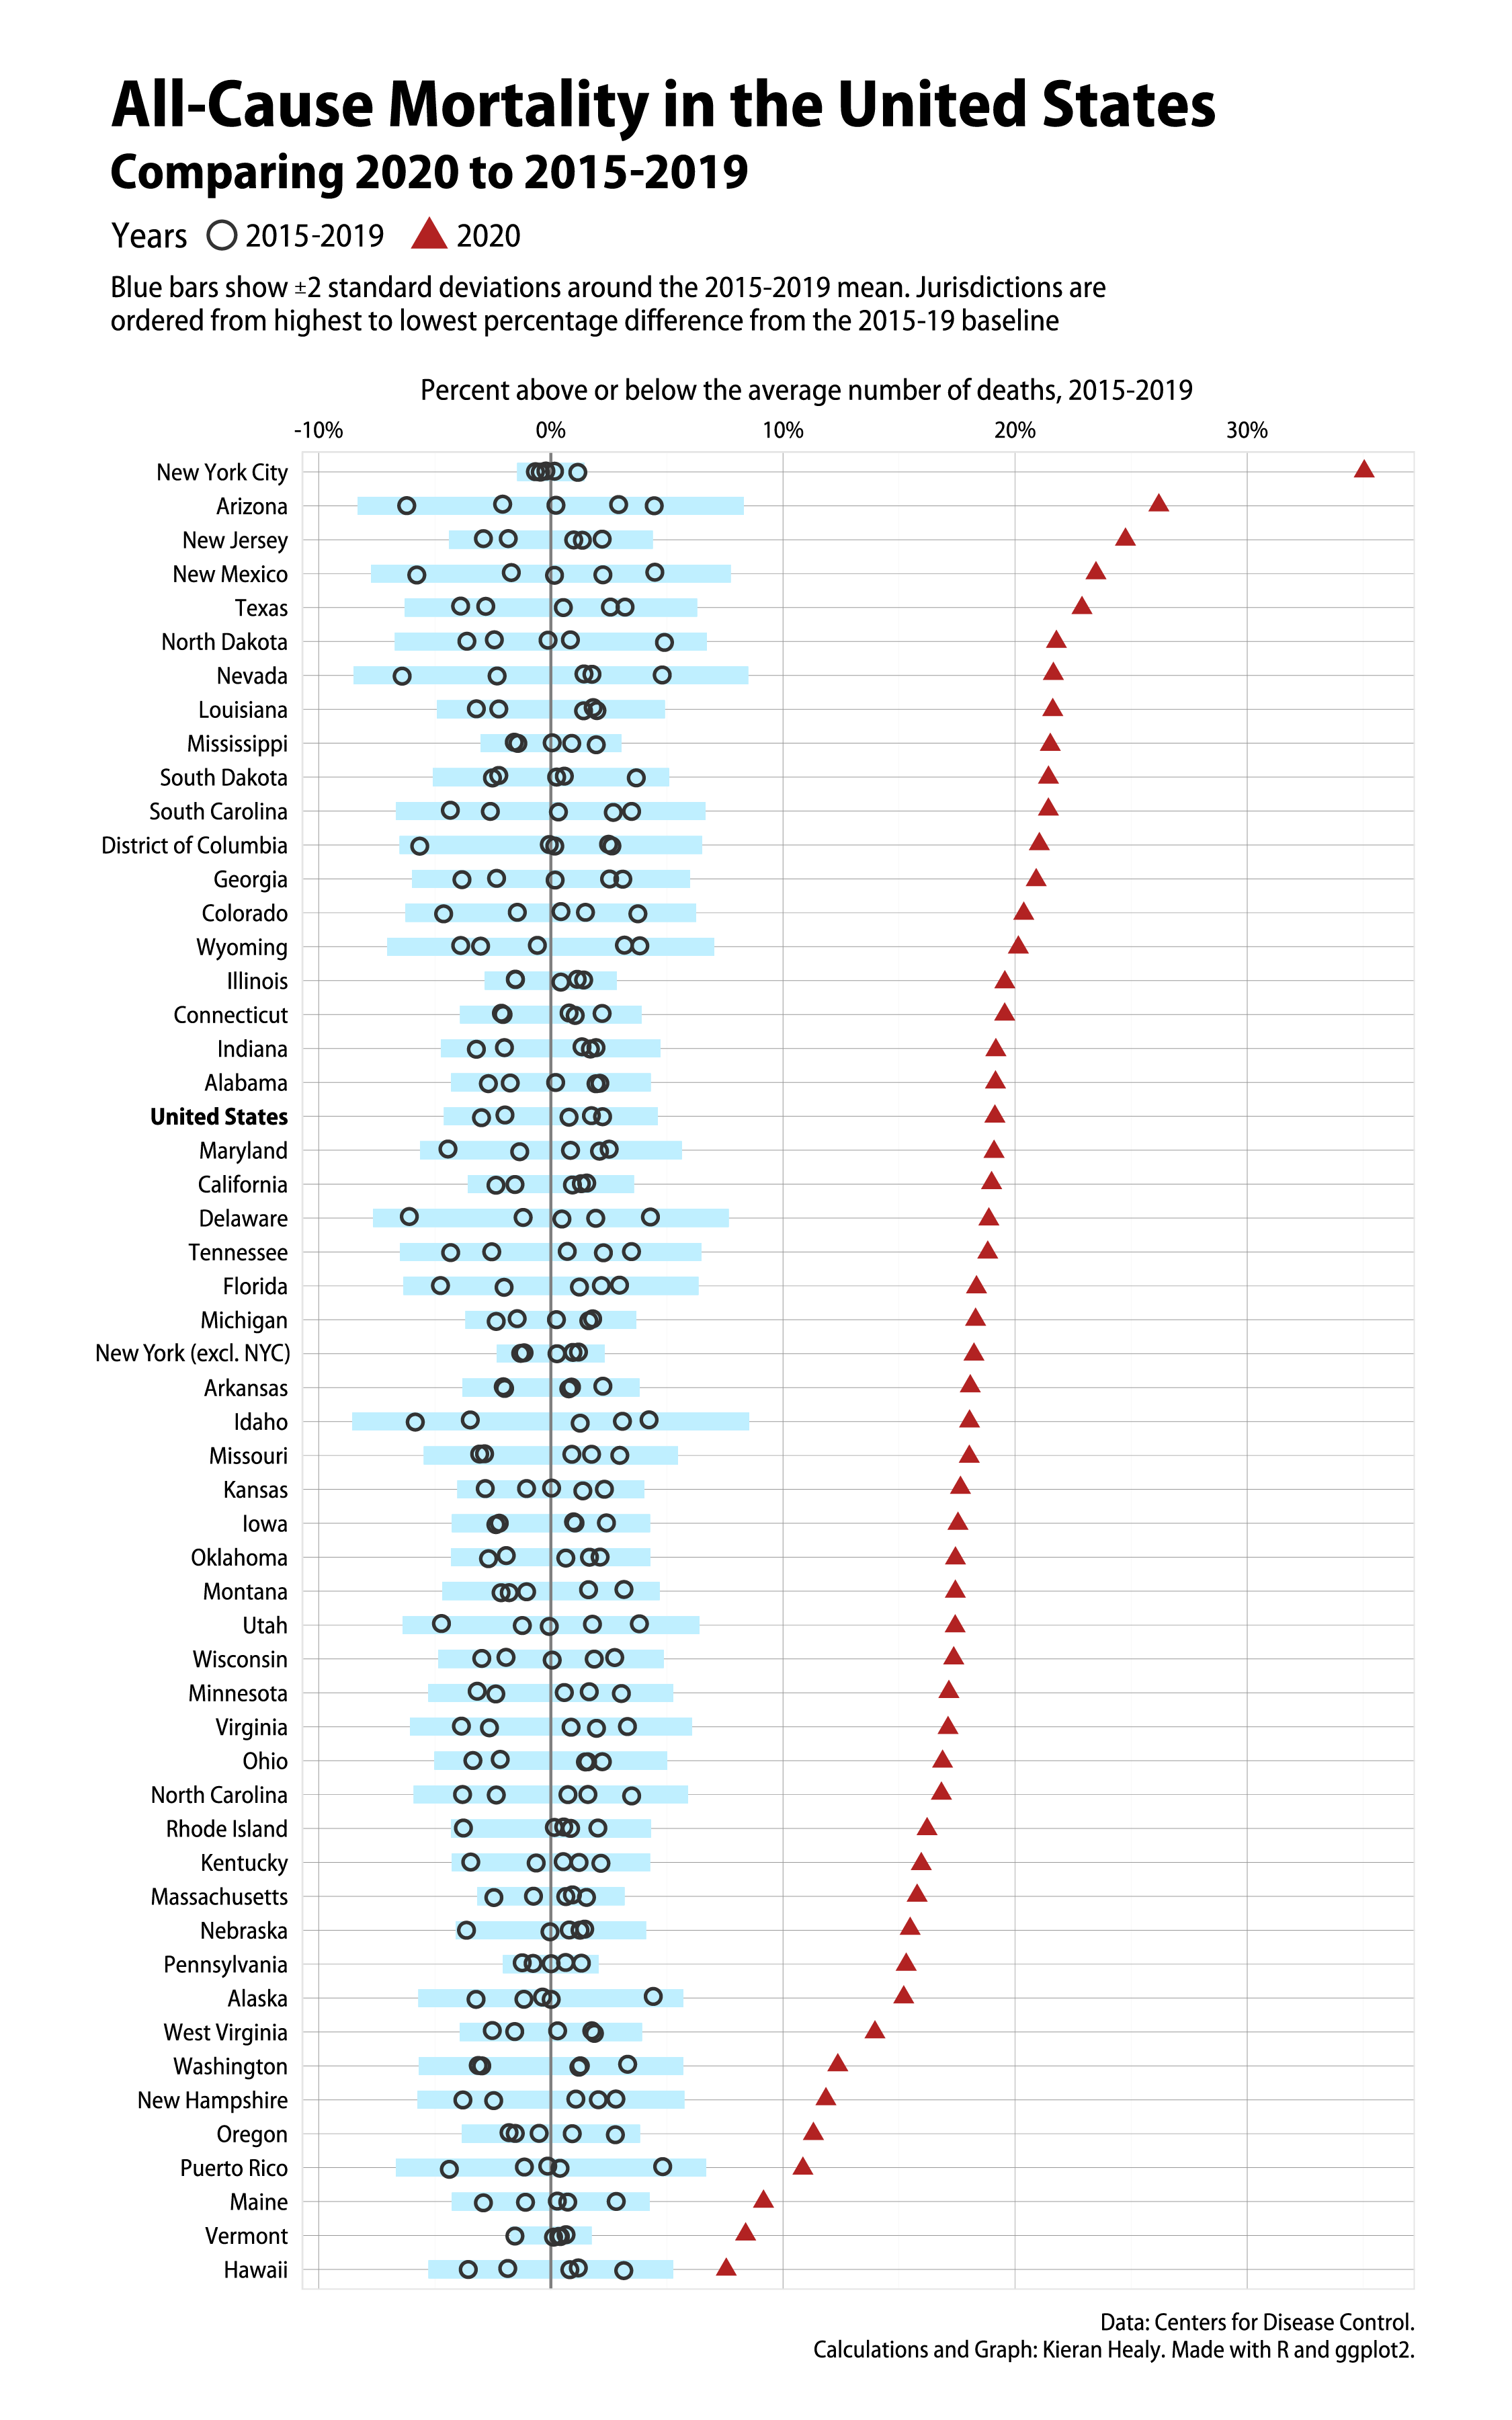 All-Cause Mortality in the United States
Comparing 2020 to 2015-2019
Years 2015-2019 2020
Blue bars show ±2 standard deviations around the 2015-2019 mean. Jurisdictions are
ordered from highest to lowest percentage difference from the 2015-19 baseline
Percent above or below the average number of deaths, 2015-2019
-10% 0% 10% 20% 30%
New York City
Arizona
New Jersey
New Mexico
Texas
North Dakota
Nevada
Louisiana
Mississippi
South Dakota
South Carolina
District of Columbia
Georgia
Colorado
Wyoming
Illinois
Connecticut
Indiana
Alabama
United States
Maryland
California
Delaware
Tennessee
Florida
Michigan
New York (excl. NYC)
Arkansas
Idaho
Missouri
Kansas
Iowa
Oklahoma
Montana
Utah
Wisconsin
Minnesota
Virginia
Ohio
North Carolina
Rhode Island
Kentucky
Massachusetts
Nebraska
Pennsylvania
Alaska
West Virginia
Washington
New Hampshire
Oregon
Puerto Rico
Maine
Vermont
Hawaii
Data: Centers for Disease Control.
Calculations and Graph: Kieran Healy. Made with R and ggplot2.